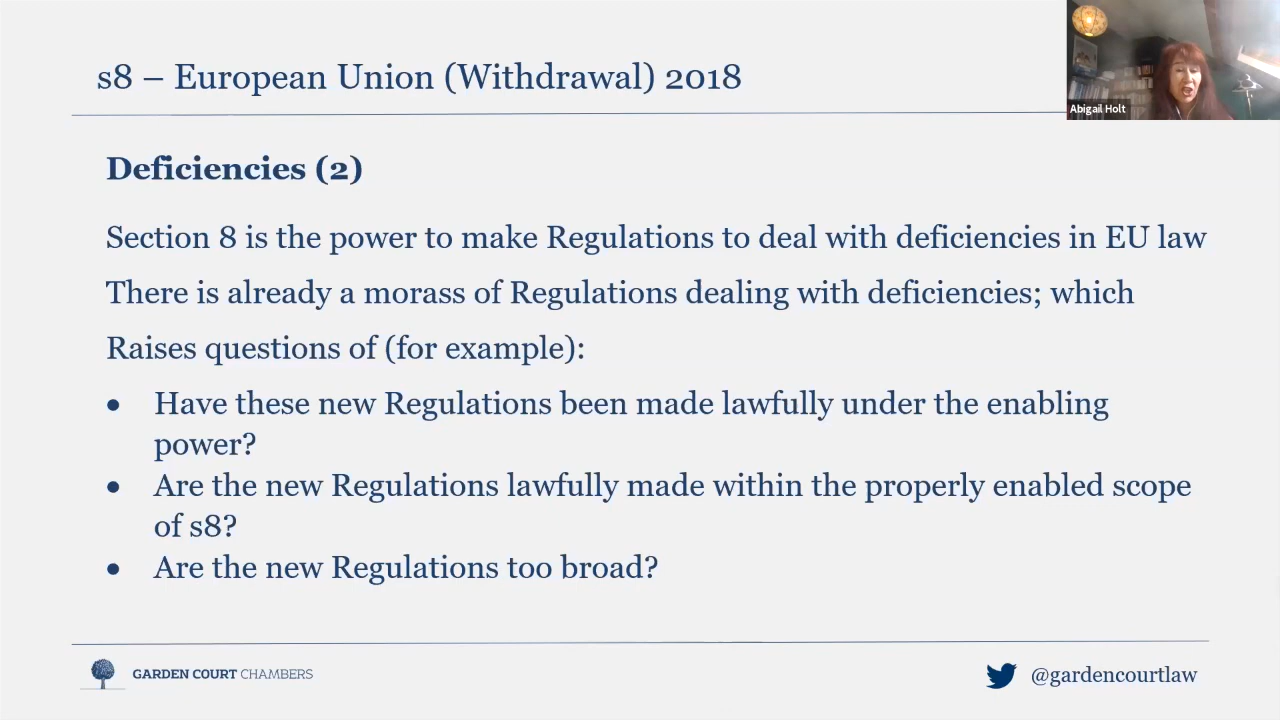 s8 – European Union (Withdrawal) 2018
Abigail Holt
Deficiencies (2)
Section 8 is the power to make Regulations to deal with deficiencies in EU law
There is already a morass of Regulations dealing with deficiencies; which
Raises questions of (for example):
• Have these new Regulations been made lawfully under the enabling
power?
• Are the new Regulations lawfully made within the properly enabled scope
of s8?
• Are the new Regulations too broad?
GARDEN COURT CHAMBERS
@gardencourtlaw